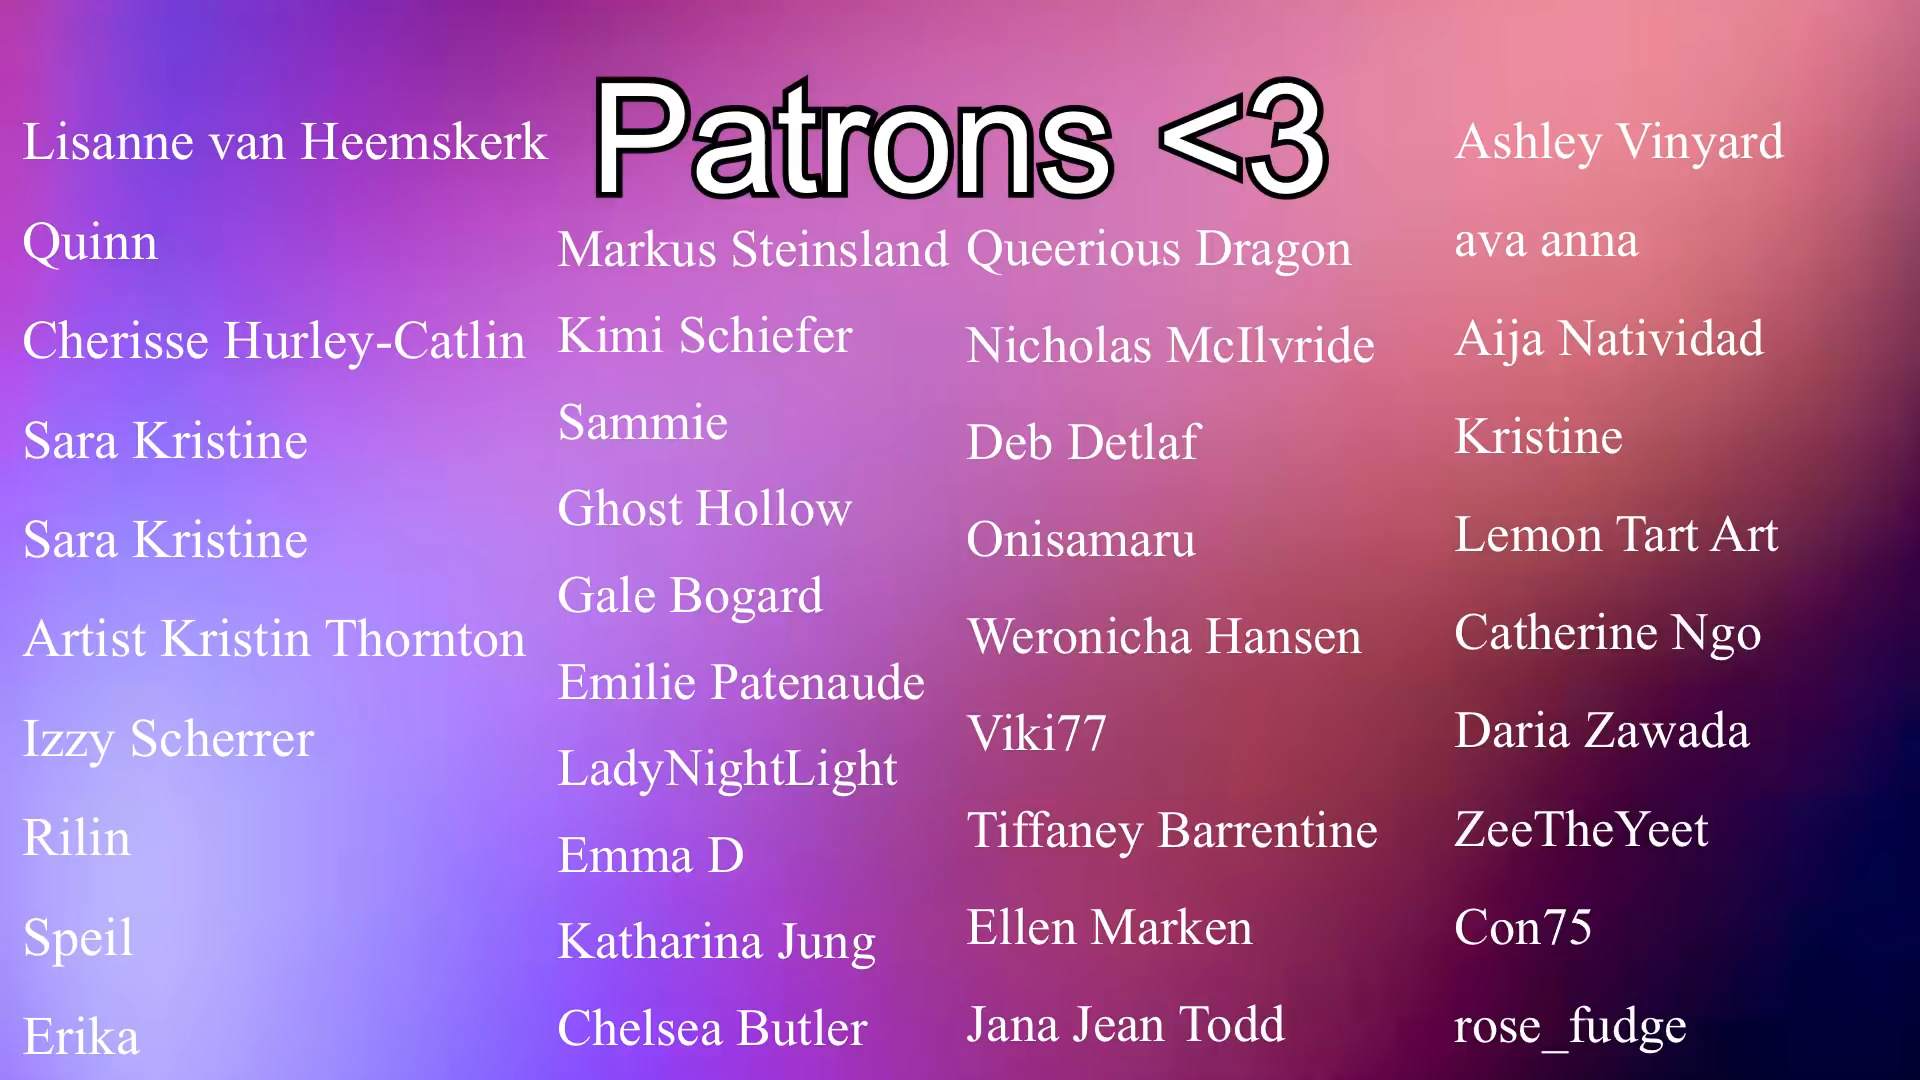 Patrons <3
Lisanne van Heemskerk
Quinn
Cherisse Hurley-Catlin
Sara Kristine
Sara Kristine
Artist Kristin Thornton
Izzy Scherrer
Rilin
Speil
Erika
Markus Steinsland
Kimi Schiefer
Sammie
Ghost Hollow
Gale Bogard
Emilie Patenaude
LadyNightLight
Emma D
Katharina Jung
Chelsea Butler
Queerious Dragon
Nicholas McIlvride
Deb Detlaf
Onisamaru
Weronicha Hansen
Viki77
Tiffaney Barrentine
Ellen Marken
Jana Jean Todd
Ashley Vinyard
ava anna
Aija Natividad
Kristine
Lemon Tart Art
Catherine Ngo
Daria Zawada
ZeeTheYeet
Con75
rose_fudge